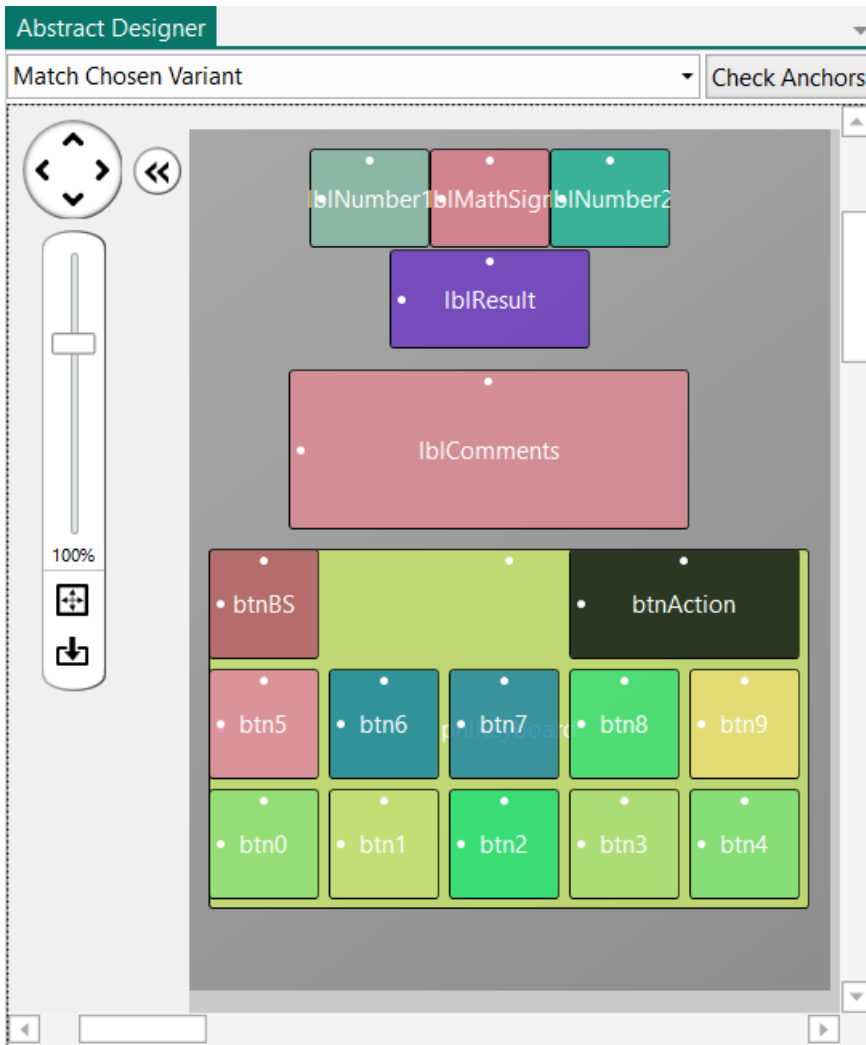 Abstract Designer
Match Chosen Variant
Check Anchors
lblNumber1
lblMathSign
lblNumber2
lblResult
lblComments
100%
btnBS
btnAction
btn5
btn6
btn7
btn8
btn9
pnlKeyboard
btn0
btn1
btn2
btn3
btn4